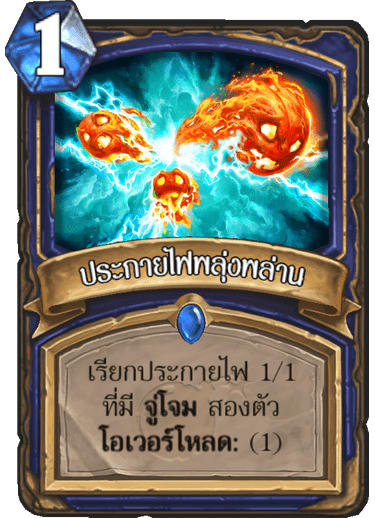 1
ประกายไฟพลุ่งพล่าน
เรียกประกายไฟ 1/1
ที่มี จู่โจม สองตัว
โอเวอร์โหลด: (1)